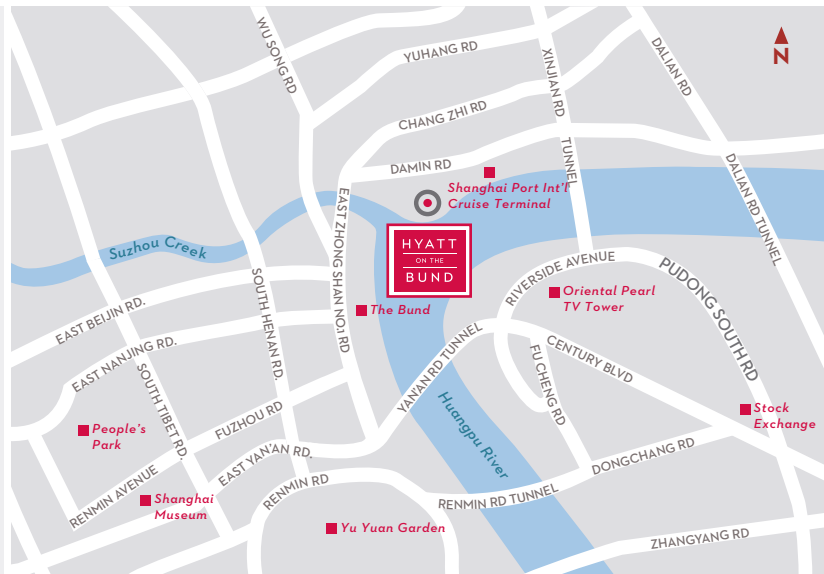 WU SONG RD
YUHANG RD
XINJIAN RD
TUNNEL
DALIAN RD
N
CHANG ZHI RD
DAMIN RD
DALIAN RD TUNNEL
Shanghai Port Int'l
Cruise Terminal
Suzhou Creek
EAST ZHONG SHAN NO.1 RD
HYATT
ON THE
BUND
RIVERSIDE AVENUE
PUDONG SOUTH RD
SOUTH HENAN RD.
EAST BEIJIN RD.
The Bund
Oriental Pearl
TV Tower
EAST NANJING RD.
YAN'AN RD TUNNEL
CENTURY BLVD
FU CHENG RD
SOUTH TIBET RD.
Huangpu River
FUZHOU RD
People's
Park
Stock
Exchange
EAST YAN'AN RD.
DONGCHANG RD
RENMIN AVENUE
RENMIN RD
RENMIN RD TUNNEL
Shanghai
Museum
Yu Yuan Garden
ZHANGYANG RD